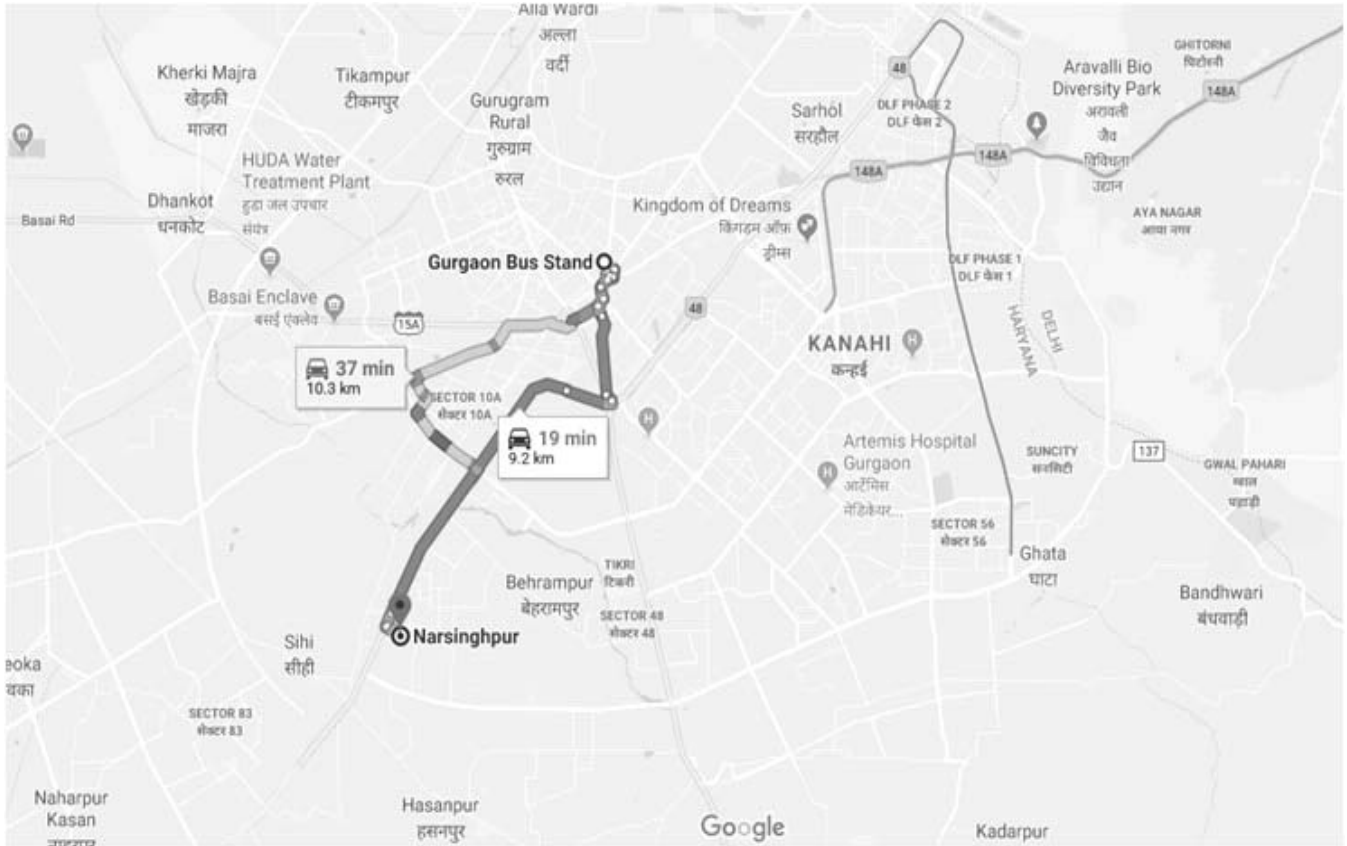 Alla Wardi
अल्ला
वर्दी
Kherki Majra
खेड़की
माजरा
Tikampur
टीकमपुर
Gurugram
Rural
गुरुग्राम
रुरल
48
Sarhol
सरहौल
DLF PHASE 2
DLF फेस 2
Aravalli Bio
Diversity Park
अरावली
जैव
विविधता
उद्यान
GHITORNI
घिटोरनी
148A
148A
148A
HUDA Water
Treatment Plant
हुडा जल उपचार
संयंत्र
Dhankot
धनकोट
Basai Rd
Kingdom of Dreams
किंगडम ऑफ़
ड्रीम्स
AYA NAGAR
आया नगर
Gurgaon Bus Stand
DLF PHASE 1
DLF फेस 1
Basai Enclave
बसई एंक्लेव
15A
48
DELHI
HARYANA
KANAHI
कन्हई
H
37 min
10.3 km
SECTOR 10A
सेक्टर 10A
H
19 min
9.2 km
Artemis Hospital
Gurgaon
आर्टेमिस
मेडिकेयर...
H
SUNCITY
सनसिटी
137
GWAL PAHARI
ग्वाल
पहाड़ी
SECTOR 56
सेक्टर 56
Ghata
घाटा
TIKRI
टिकरी
Behrampur
बेहरामपुर
SECTOR 48
सेक्टर 48
Bandhwari
बंधवाड़ी
Narsinghpur
Sihi
सीही
eoka
वका
SECTOR 83
सेक्टर 83
Naharpur
Kasan
Hasanpur
हसनपुर
Google
Kadarpur